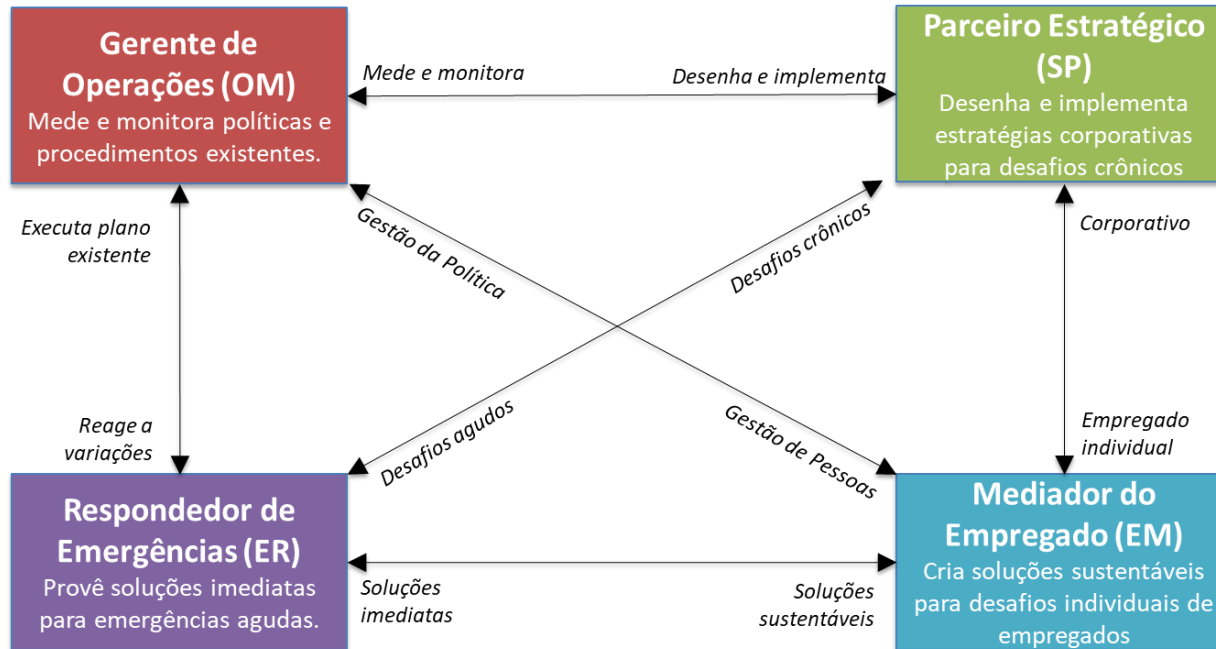 Gerente de
Operações (OM)
Mede e monitora políticas e
procedimentos existentes.
Mede e monitora
Desenha e implementa
Parceiro Estratégico
(SP)
Desenha e implementa
estratégias corporativas
para desafios crônicos
Executa plano
existente
Gestão da Política
Desafios crônicos
Corporativo
Reage a
variações
Desafios agudos
Gestão de Pessoas
Empregado
individual
Respondedor de
Emergências (ER)
Provê soluções imediatas
para emergências agudas.
Soluções
imediatas
Soluções
sustentáveis
Mediador do
Empregado (EM)
Cria soluções sustentáveis
para desafios individuais de
empregados